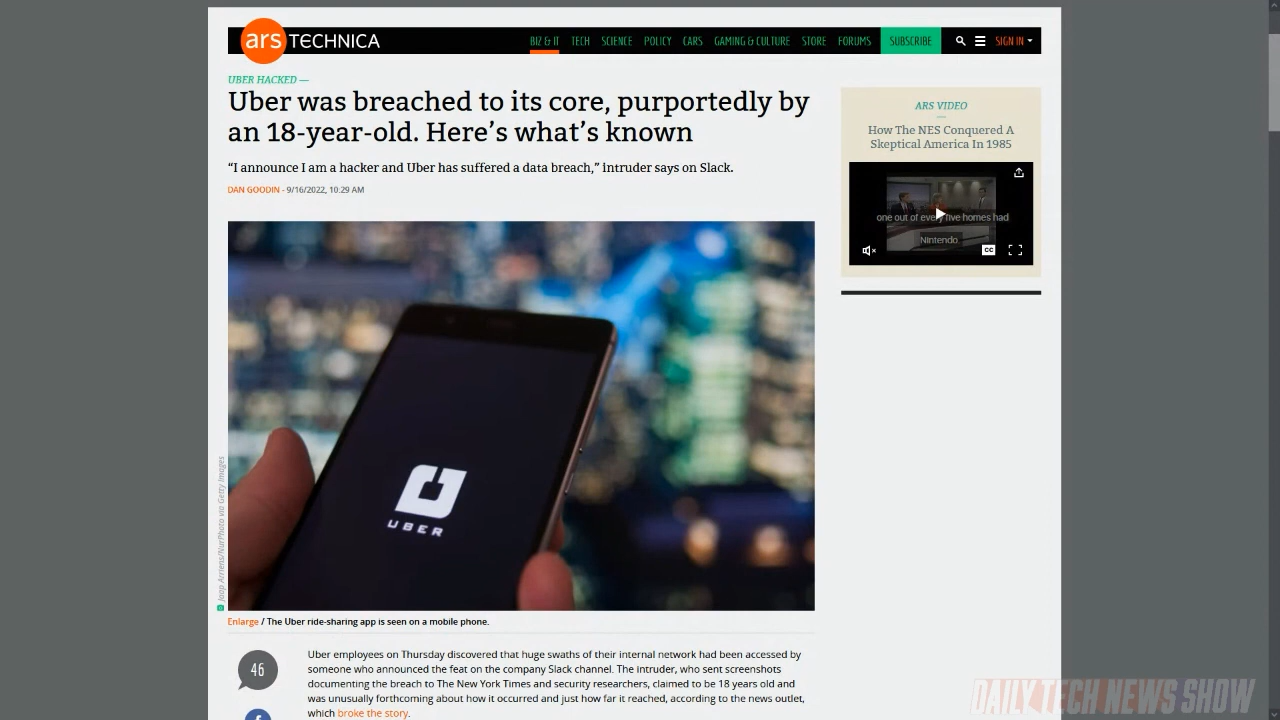 ars TECHNICA
BIZ & IT TECH SCIENCE POLICY CARS GAMING & CULTURE STORE FORUMS SUBSCRIBE SIGN IN
UBER HACKED —
Uber was breached to its core, purportedly by
an 18-year-old. Here’s what’s known
“I announce I am a hacker and Uber has suffered a data breach,” intruder says on Slack.
DAN GOODIN - 9/16/2022, 10:29 AM
ARS VIDEO
How The NES Conquered A
Skeptical America In 1985
one out of every five homes had
Nintendo.
CC
UBER
Jaap Arriens/NurPhoto via Getty Images
Enlarge / The Uber ride-sharing app is seen on a mobile phone.
46
Uber employees on Thursday discovered that huge swaths of their internal network had been accessed by
someone who announced the feat on the company Slack channel. The intruder, who sent screenshots
documenting the breach to The New York Times and security researchers, claimed to be 18 years old and
was unusually forthcoming about how it occurred and just how far it reached, according to the news outlet,
which broke the story.
DAILY TECH NEWS SHOW